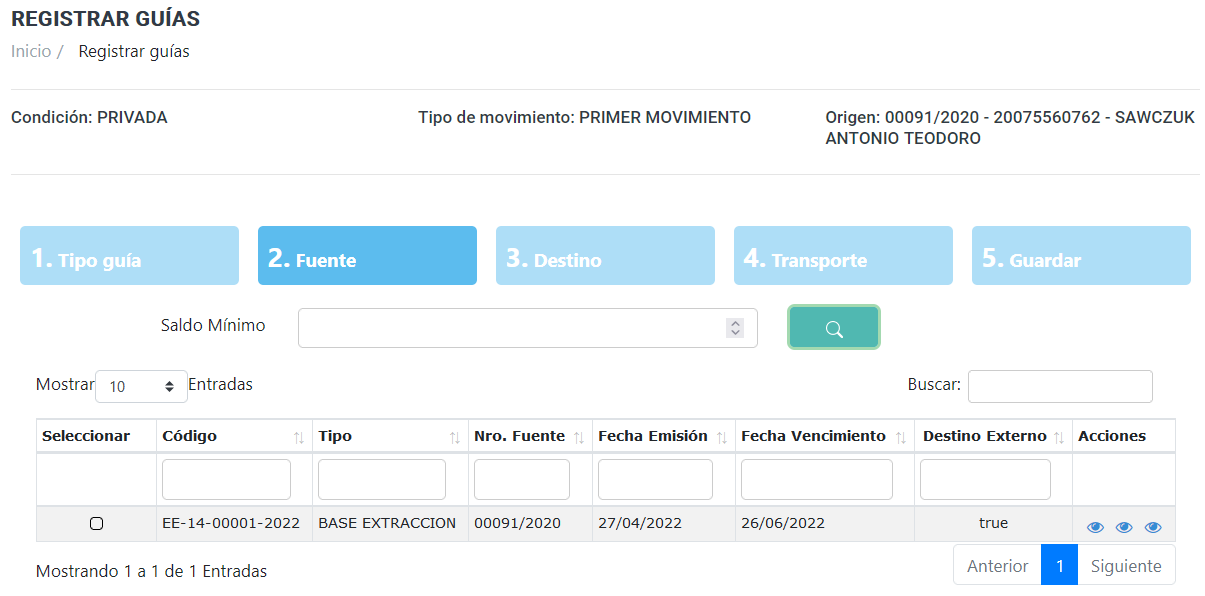 REGISTRAR GUÍAS
Inicio / Registrar guías
Condición: PRIVADA
Tipo de movimiento: PRIMER MOVIMIENTO
Origen: 00091/2020 - 20075560762 - SAWCZUK
ANTONIO TEODORO
1. Tipo guía
2. Fuente
3. Destino
4. Transporte
5. Guardar
Saldo Mínimo
Mostrar 10 Entradas
Buscar:
Seleccionar Código Tipo Nro. Fuente Fecha Emisión Fecha Vencimiento Destino Externo Acciones
EE-14-00001-2022 BASE EXTRACCION 00091/2020 27/04/2022 26/06/2022 true
Mostrando 1 a 1 de 1 Entradas
Anterior 1 Siguiente